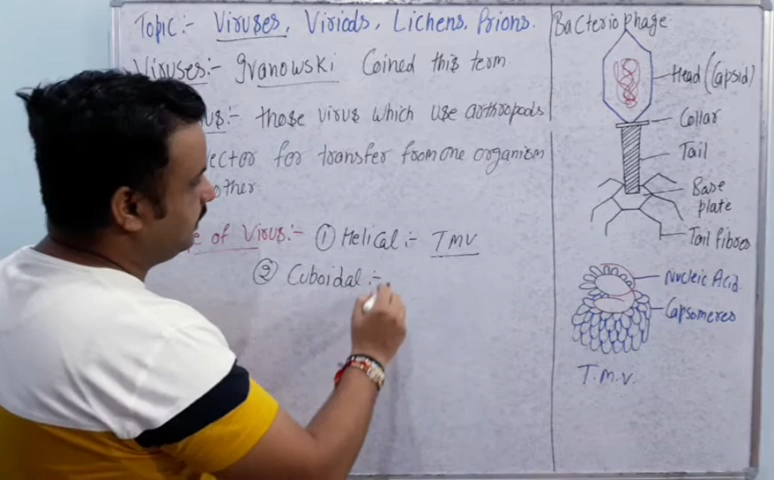 Topic:- Viruses, Viriods, Lichens, Prions.
Viruses:- Ivanowski Coined this term
us:- those virus which use arthropods
ector for transfer from one organism
other
e of Virus:- ① Helical:- TMV
② Cuboidal:-
Bacteriophage
Head (Capsid)
Collar
Tail
Base
plate
Tail fibres
Nucleic Acid
Capsomeres
T.M.V.